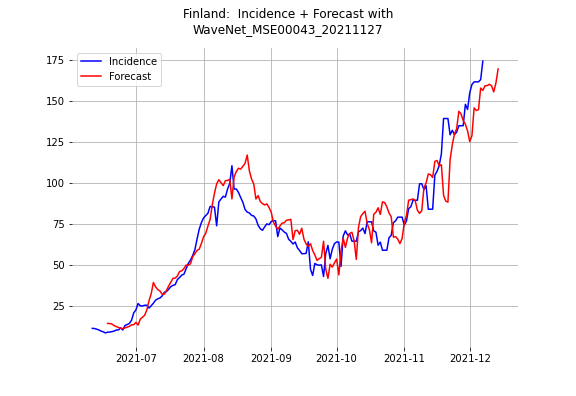 Finland:  Incidence + Forecast with
WaveNet_MSE00043_20211127
Incidence
Forecast
175
150
125
100
75
50
25
2021-07 2021-08 2021-09 2021-10 2021-11 2021-12